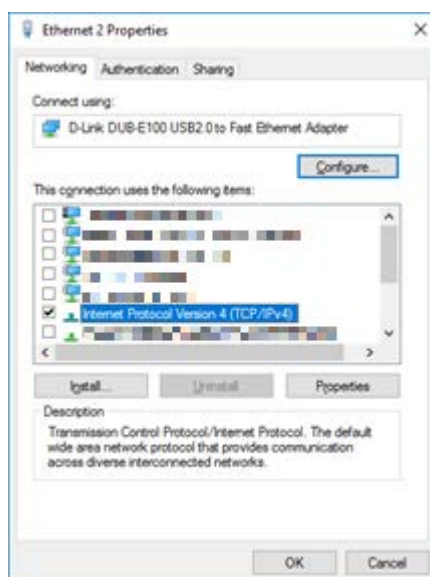 Ethernet 2 Properties
Networking Authentication Sharing
Connect using:
D-Link DUB-E100 USB2.0 to Fast Ethernet Adapter
Configure...
This connection uses the following items:
Internet Protocol Version 4 (TCP/IPv4)
Install... Uninstall Properties
Description
Transmission Control Protocol/Internet Protocol. The default
wide area network protocol that provides communication
across diverse interconnected networks.
OK Cancel